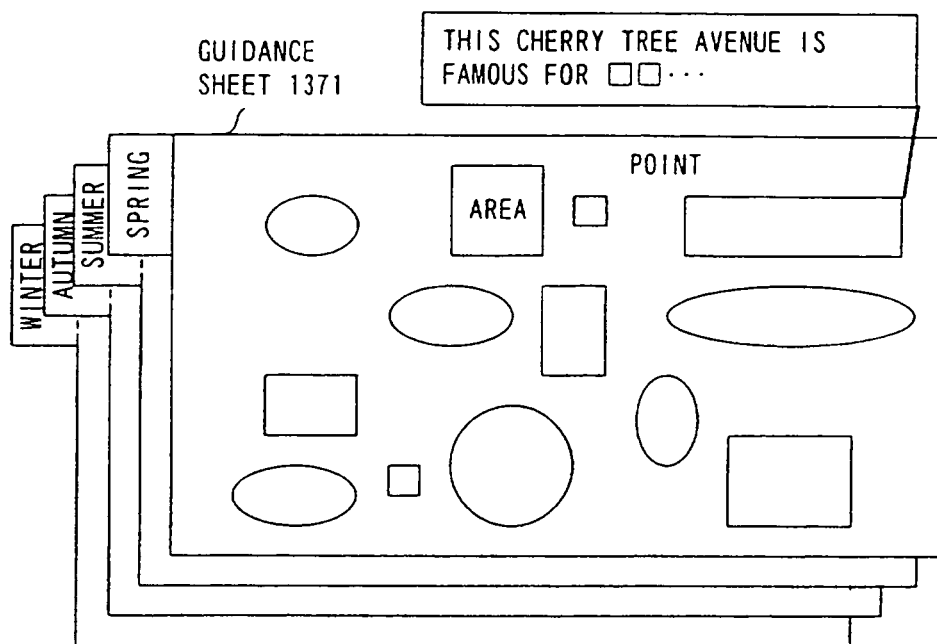 GUIDANCE
SHEET 1371
THIS CHERRY TREE AVENUE IS
FAMOUS FOR □□···
SPRING
SUMMER
AUTUMN
WINTER
POINT
AREA